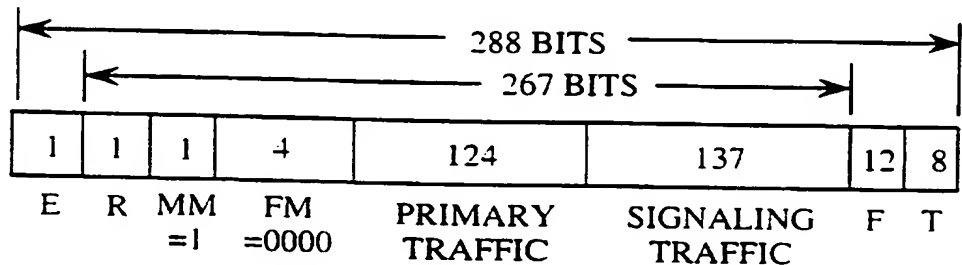 288 BITS
267 BITS
1 1 1 4 124 137 12 8
E R MM FM PRIMARY SIGNALING F T
=1 =0000 TRAFFIC TRAFFIC